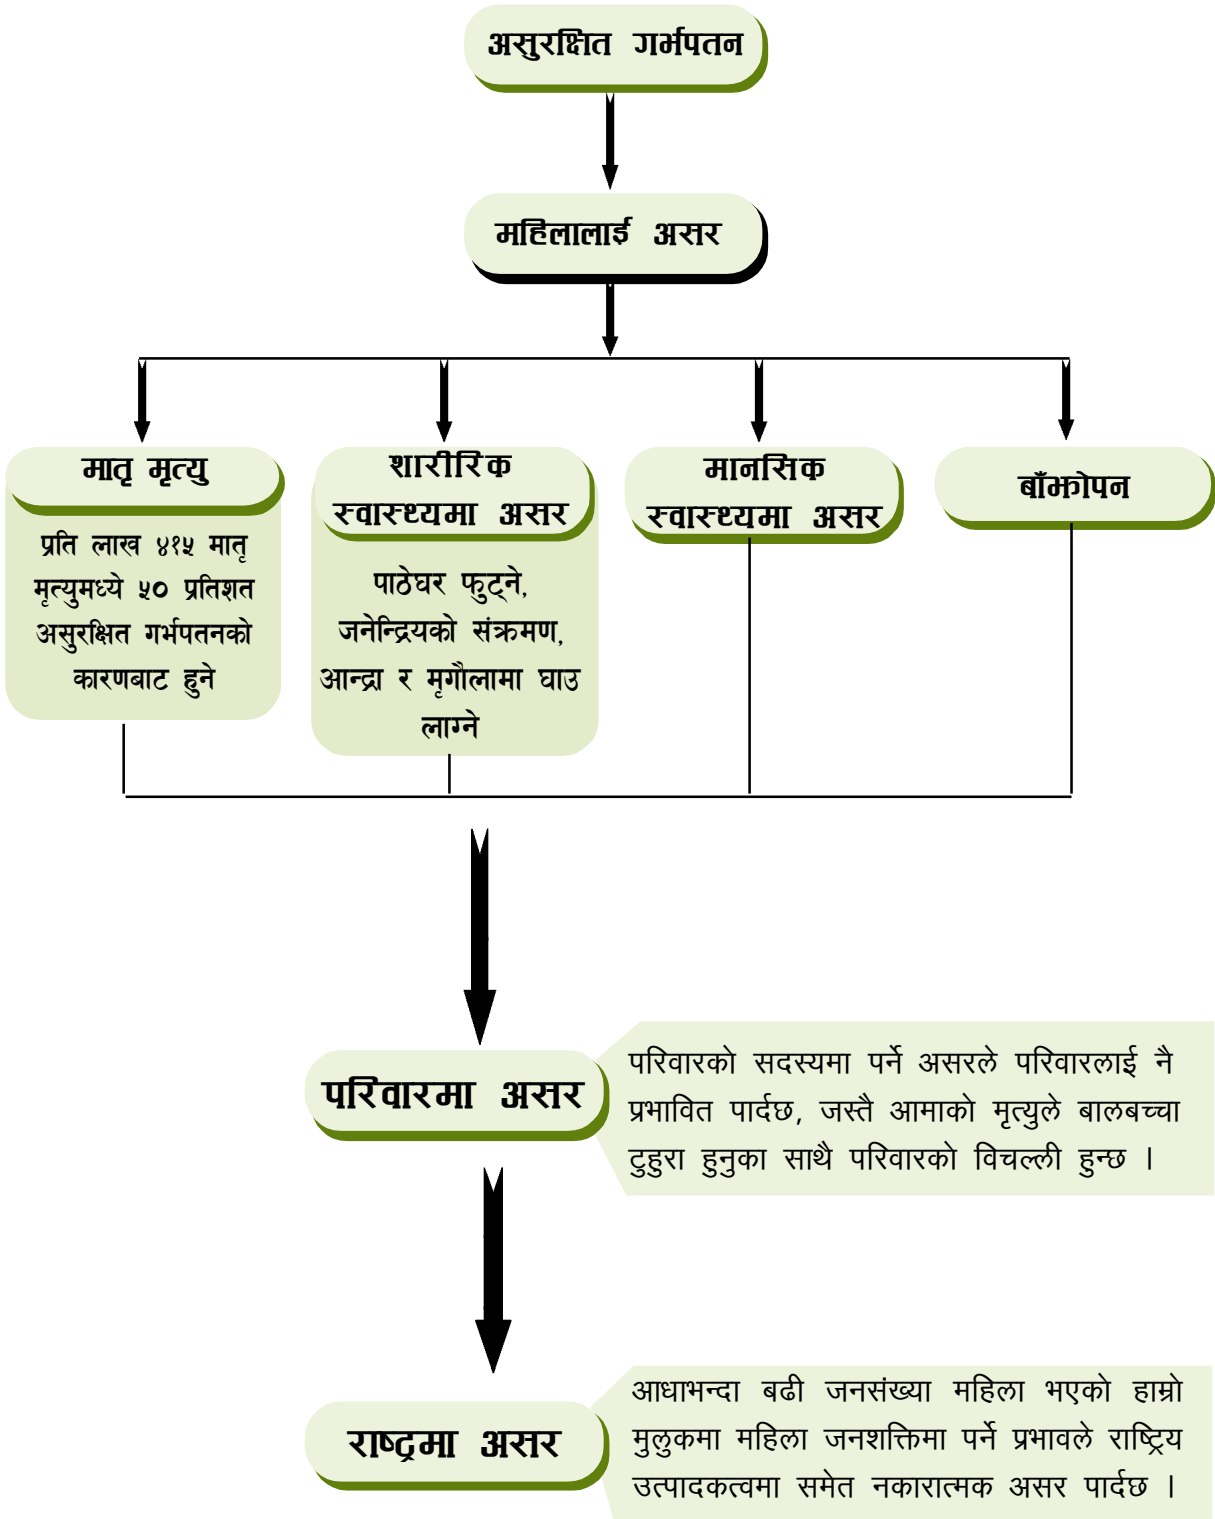 असुरक्षित गर्भपतन
महिलालाई असर
मातृ मृत्यु
प्रति लाख ४१५ मातृ
मृत्युमध्ये ५० प्रतिशत
असुरक्षित गर्भपतनको
कारणबाट हुने
शारीरिक
स्वास्थ्यमा असर
पाठेघर फुट्ने,
जनेन्द्रियको संक्रमण,
आन्द्रा र मृगौलामा घाउ
लाग्ने
मानसिक
स्वास्थ्यमा असर
बाँझोपन
परिवारमा असर
परिवारको सदस्यमा पर्ने असरले परिवारलाई नै
प्रभावित पार्दछ, जस्तै आमाको मृत्युले बालबच्चा
टुहुरा हुनुका साथै परिवारको विचल्ली हुन्छ ।
राष्ट्रमा असर
आधाभन्दा बढी जनसंख्या महिला भएको हाम्रो
मुलुकमा महिला जनशक्तिमा पर्ने प्रभावले राष्ट्रिय
उत्पादकत्वमा समेत नकारात्मक असर पार्दछ ।